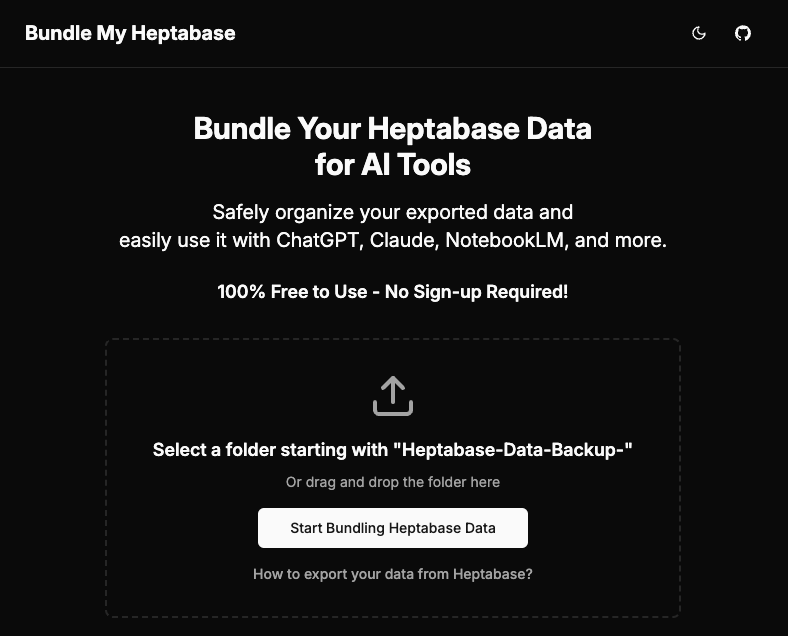 Bundle My Heptabase
Bundle Your Heptabase Data
for AI Tools
Safely organize your exported data and
easily use it with ChatGPT, Claude, NotebookLM, and more.
100% Free to Use - No Sign-up Required!
Select a folder starting with "Heptabase-Data-Backup-"
Or drag and drop the folder here
Start Bundling Heptabase Data
How to export your data from Heptabase?